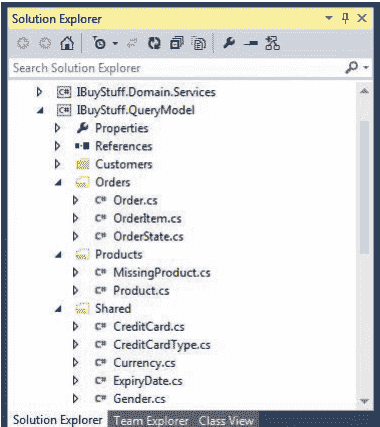 Solution Explorer
Search Solution Explorer
C# IBuyStuff.Domain.Services
C# IBuyStuff.QueryModel
Properties
References
Customers
Orders
C# Order.cs
C# OrderItem.cs
C# OrderState.cs
Products
C# MissingProduct.cs
C# Product.cs
Shared
C# CreditCard.cs
C# CreditCardType.cs
C# Currency.cs
C# ExpiryDate.cs
C# Gender.cs
Solution Explorer Team Explorer Class View